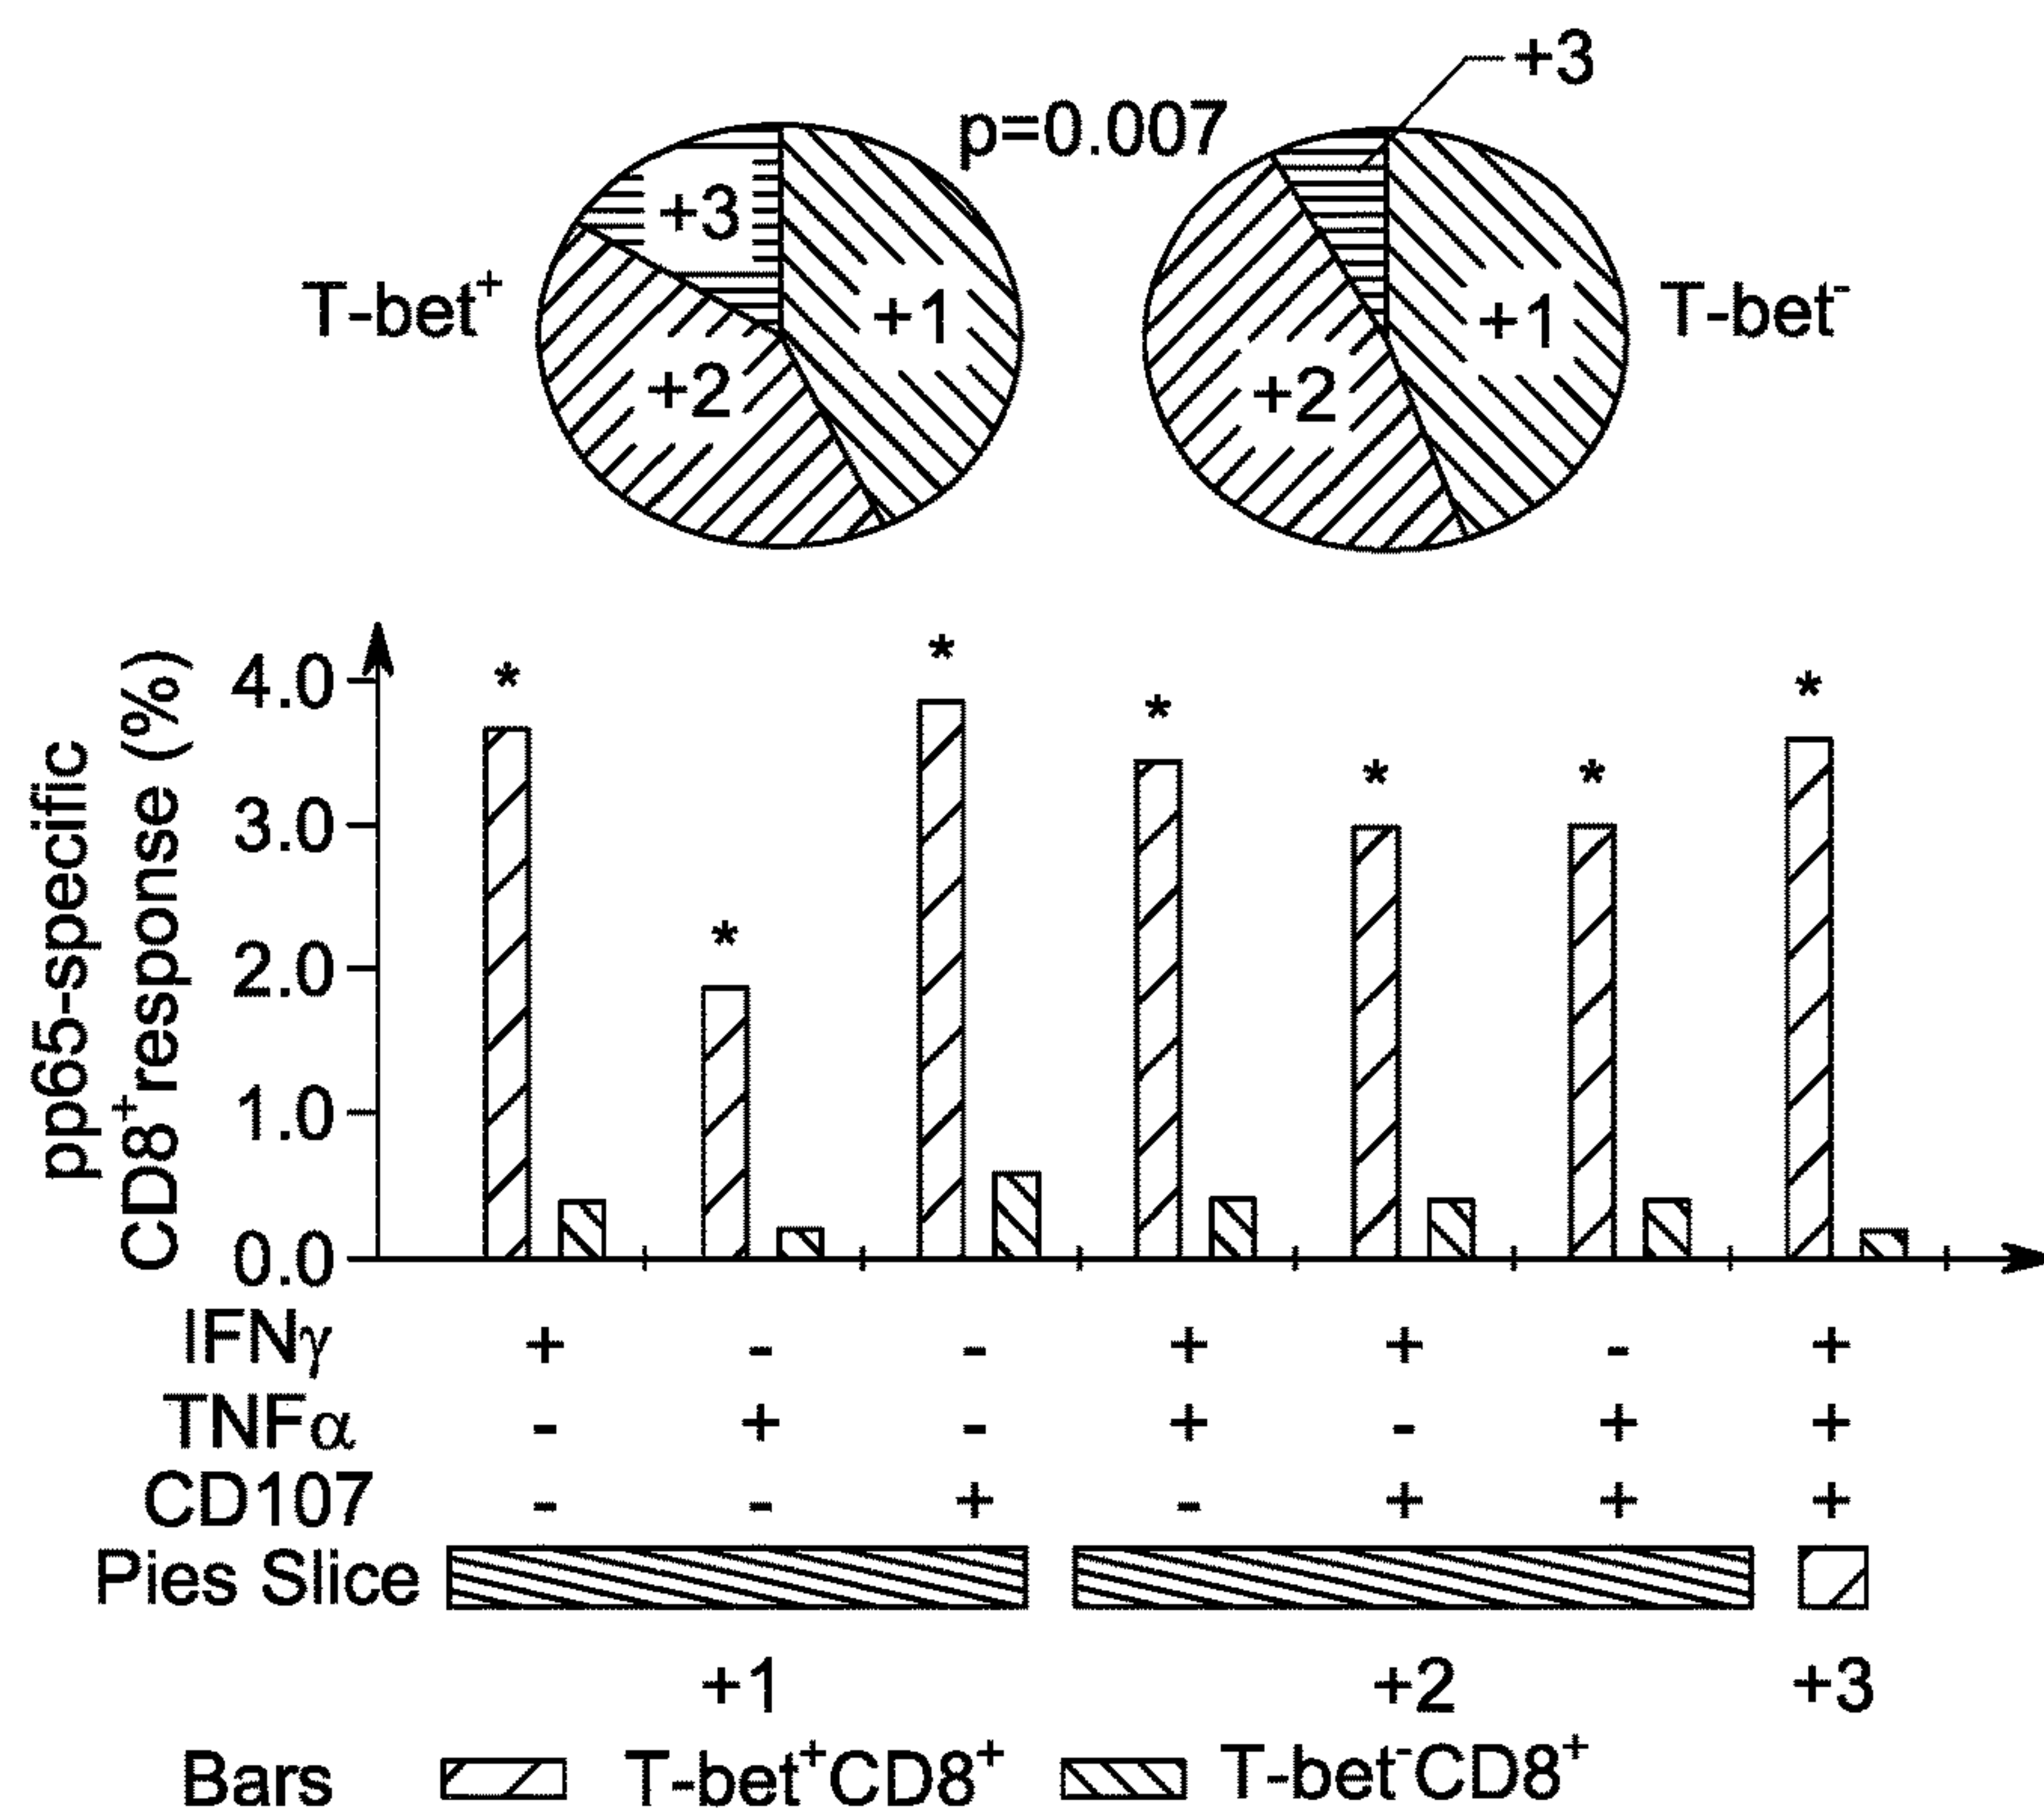 +3
p=0.007
+3
+1
+2
T-bet⁺
+1
+2
T-bet⁻
pp65-specific
CD8⁺response (%)
4.0
3.0
2.0
1.0
0.0
* * * * * * *
IFNγ + - - + + - +
TNFα - + - + - + +
CD107 - - + - + + +
Pies Slice
+1 +2 +3
Bars T-bet⁺CD8⁺ T-bet⁻CD8⁺